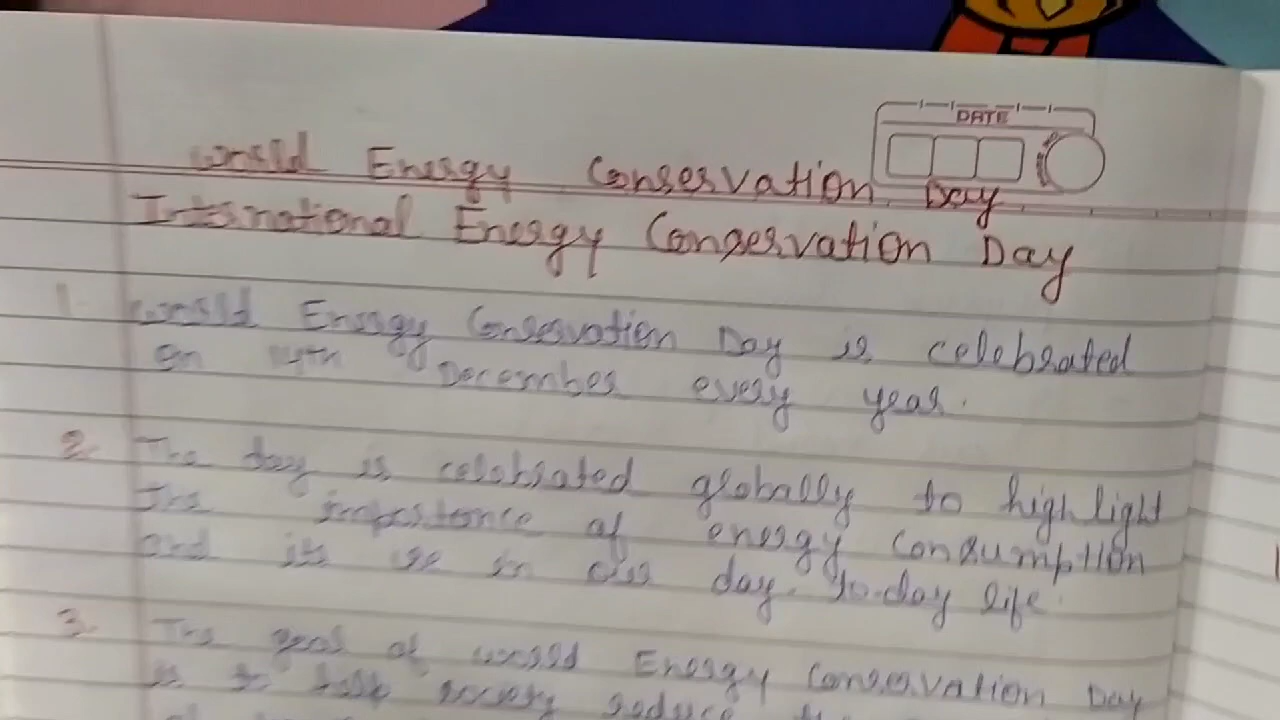 DATE
World Energy Conservation Day
International Energy Conservation Day
1. World Energy Conservation Day is celebrated
on 14th December every year.
2. The day is celebrated globally to highlight
the importance of energy consumption
and its use in our day-to-day life.
3. The goal of World Energy Conservation Day
is to help society reduce